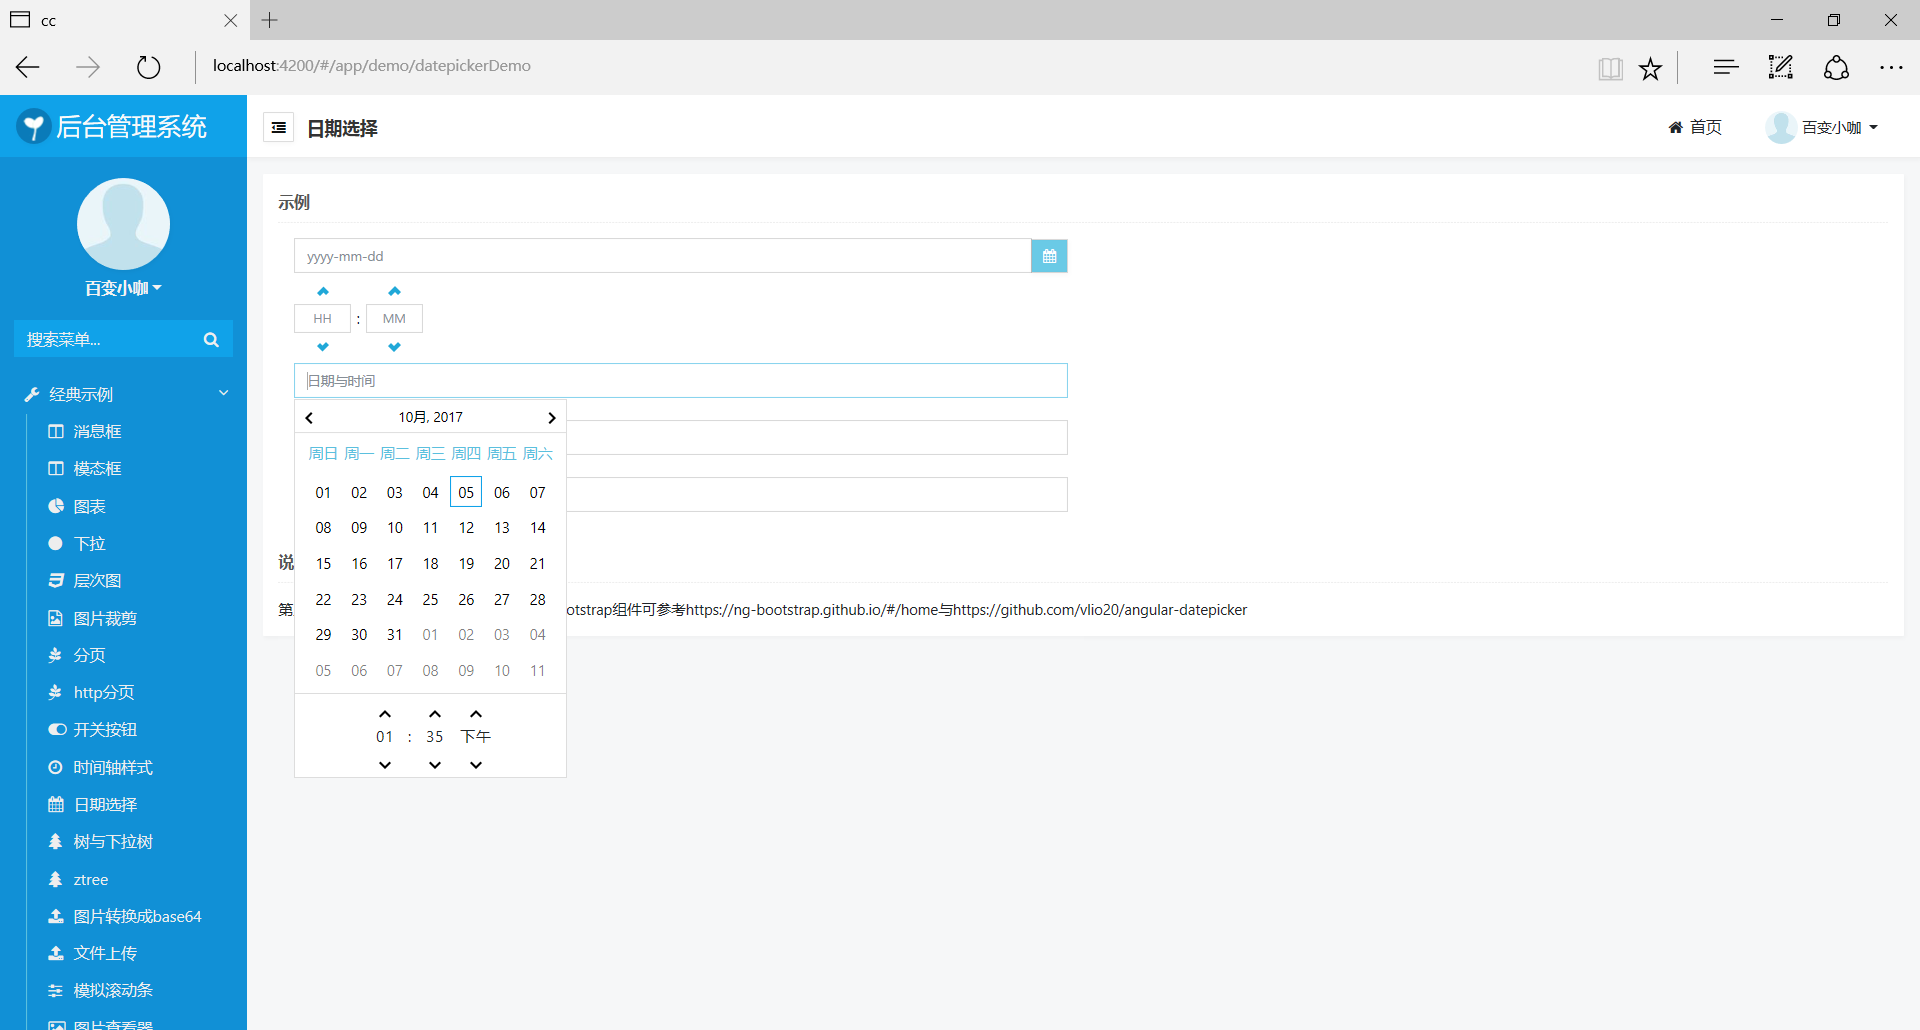 cc
localhost:4200/#/app/demo/datepickerDemo
后台管理系统
日期选择
首页
百变小咖
百变小咖
搜索菜单...
经典示例
消息框
模态框
图表
下拉
层次图
图片裁剪
分页
http分页
开关按钮
时间轴样式
日期选择
树与下拉树
ztree
图片转换成base64
文件上传
模拟滚动条
图片查看器
示例
yyyy-mm-dd
HH : MM
日期与时间
10月, 2017
周日 周一 周二 周三 周四 周五 周六
01 02 03 04 05 06 07
08 09 10 11 12 13 14
15 16 17 18 19 20 21
22 23 24 25 26 27 28
29 30 31 01 02 03 04
05 06 07 08 09 10 11
01 : 35 下午
说
第
otstrap组件可参考https://ng-bootstrap.github.io/#/home与https://github.com/vlio20/angular-datepicker